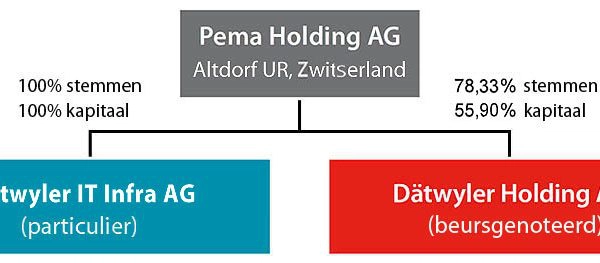 Pema Holding AG
Altdorf UR, Zwitserland
100% stemmen
100% kapitaal
78,33% stemmen
55,90% kapitaal
twyler IT Infra AG
(particulier)
Dätwyler Holding A
(beursgenoteerd)